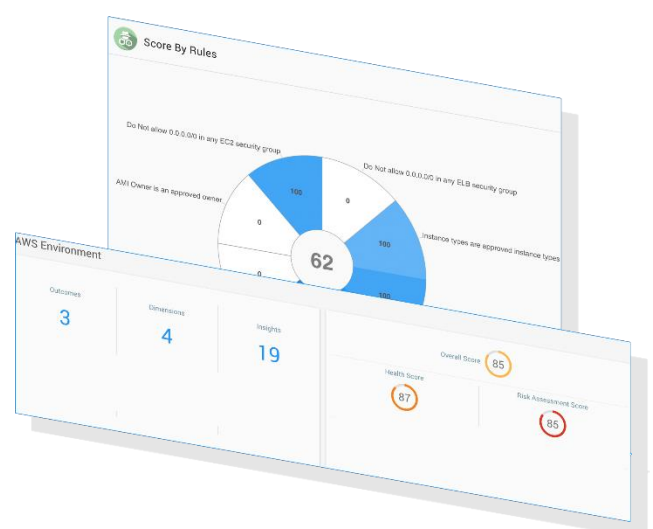 Score By Rules
Do Not allow 0.0.0.0/0 in any EC2 security group
Do Not allow 0.0.0.0/0 in any ELB security group
AMI Owner is an approved owner
Instance types are approved instance types
100
0
0
100
0
100
62
AWS Environment
Outcomes
3
Dimensions
4
Insights
19
Overall Score
85
Health Score
87
Risk Assessment Score
85